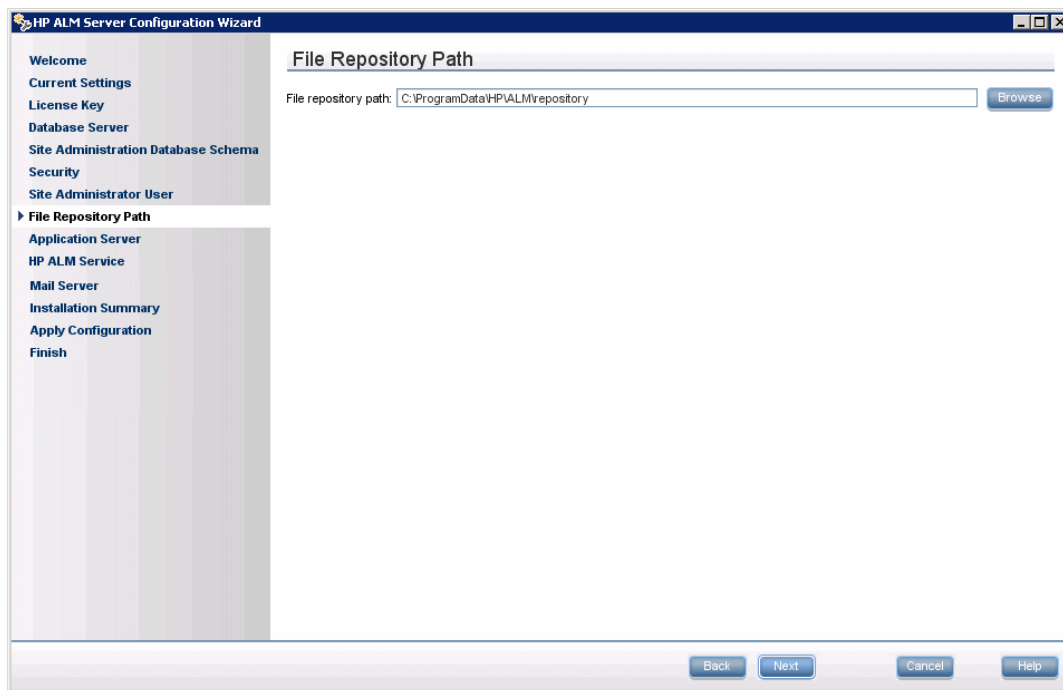 HP ALM Server Configuration Wizard
Welcome
Current Settings
License Key
Database Server
Site Administration Database Schema
Security
Site Administrator User
File Repository Path
Application Server
HP ALM Service
Mail Server
Installation Summary
Apply Configuration
Finish
File Repository Path
File repository path: C:\ProgramData\HP\ALM\repository Browse
Back Next Cancel Help